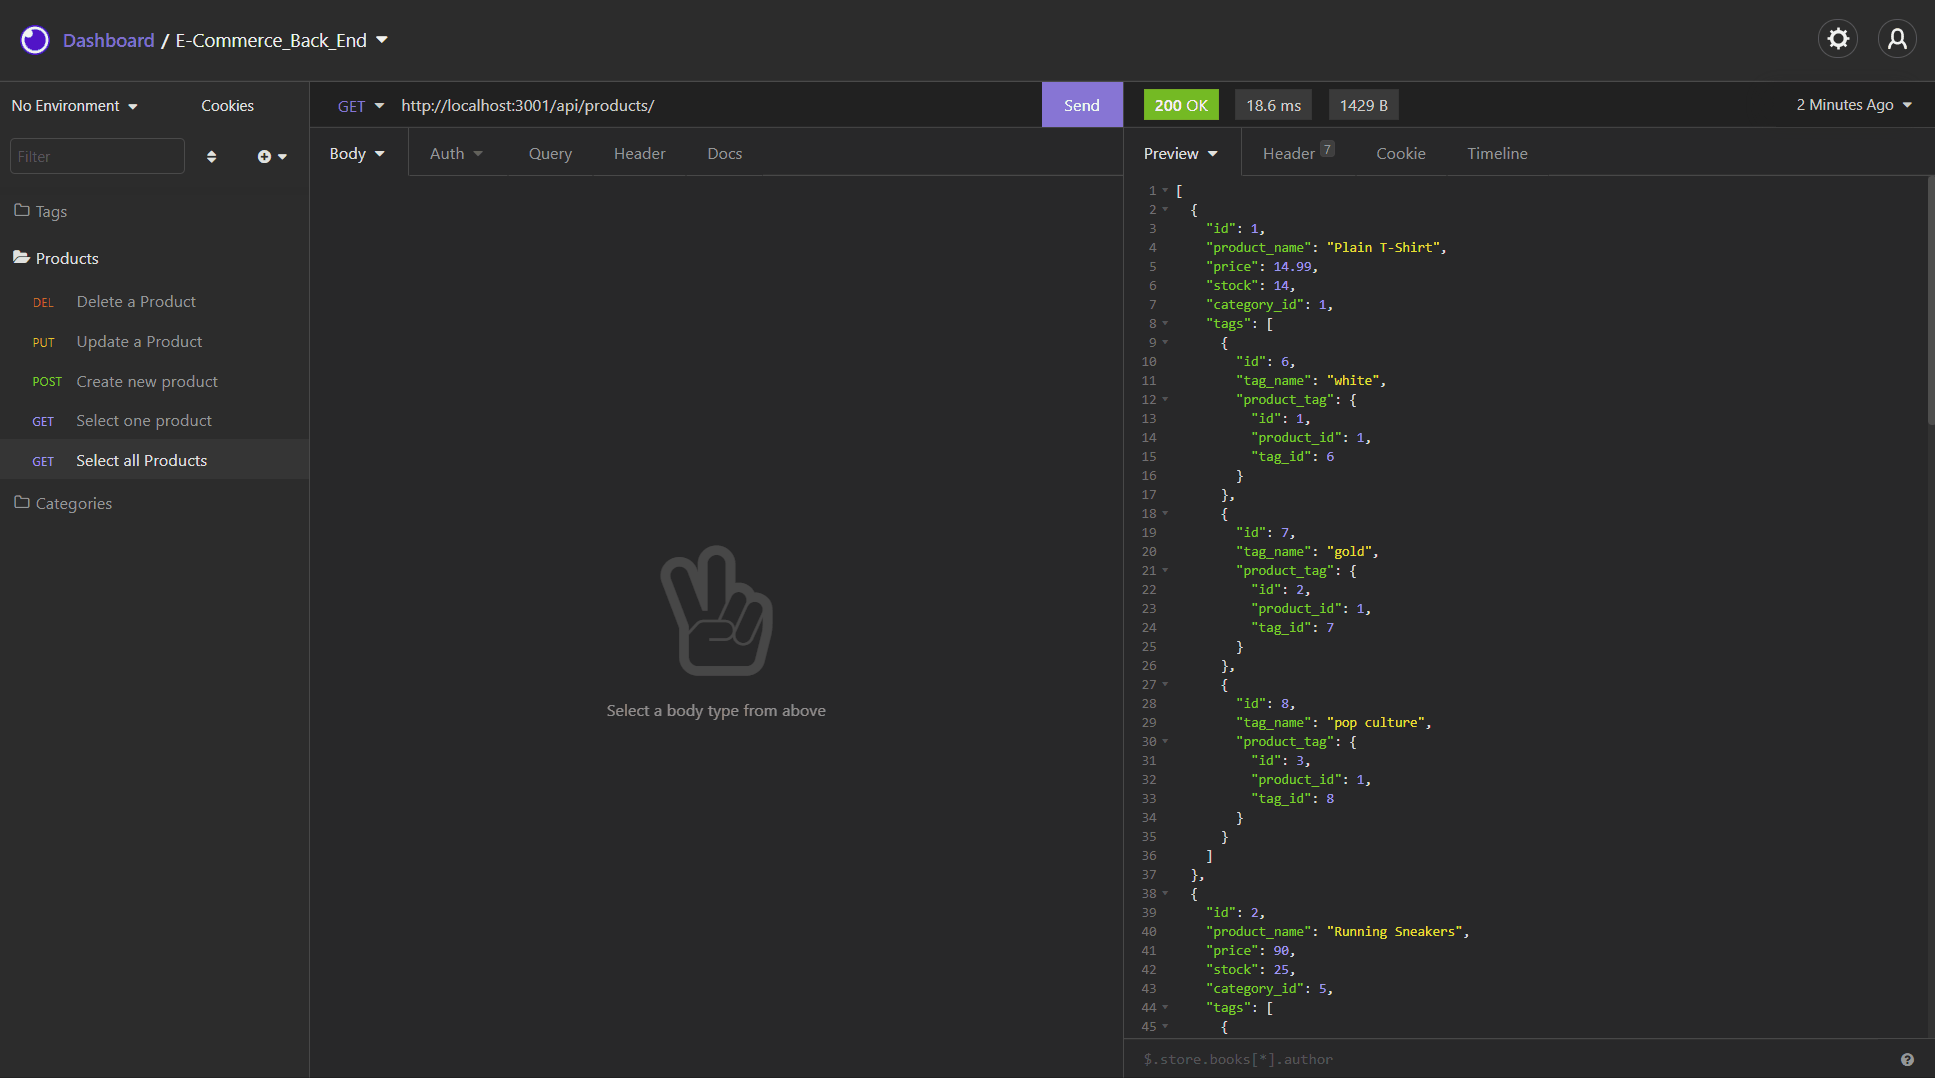 Dashboard / E-Commerce_Back_End
No Environment Cookies
Filter
Tags
Products
DEL Delete a Product
PUT Update a Product
POST Create new product
GET Select one product
GET Select all Products
Categories
GET http://localhost:3001/api/products/ Send
Body Auth Query Header Docs
Select a body type from above
200 OK 18.6 ms 1429 B 2 Minutes Ago
Preview Header 7 Cookie Timeline
1 [
2 {
3 "id": 1,
4 "product_name": "Plain T-Shirt",
5 "price": 14.99,
6 "stock": 14,
7 "category_id": 1,
8 "tags": [
9 {
10 "id": 6,
11 "tag_name": "white",
12 "product_tag": {
13 "id": 1,
14 "product_id": 1,
15 "tag_id": 6
16 }
17 },
18 {
19 "id": 7,
20 "tag_name": "gold",
21 "product_tag": {
22 "id": 2,
23 "product_id": 1,
24 "tag_id": 7
25 }
26 },
27 {
28 "id": 8,
29 "tag_name": "pop culture",
30 "product_tag": {
31 "id": 3,
32 "product_id": 1,
33 "tag_id": 8
34 }
35 }
36 ]
37 },
38 {
39 "id": 2,
40 "product_name": "Running Sneakers",
41 "price": 90,
42 "stock": 25,
43 "category_id": 5,
44 "tags": [
45 {
$.store.books[*].author